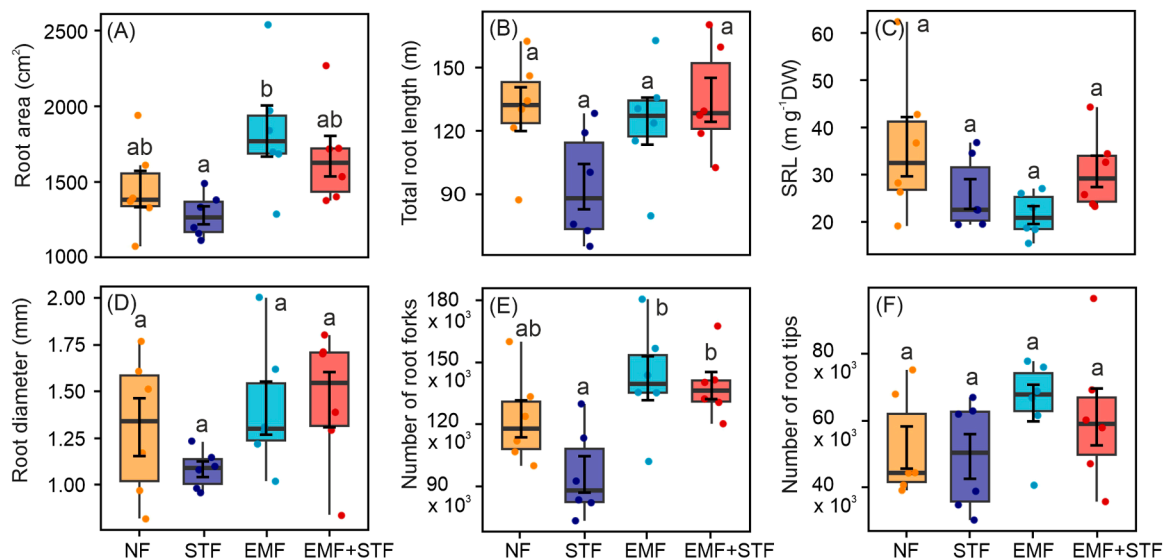 (A)
Root area (cm²)
2500
2000
1500
1000
ab
a
b
ab
(B)
Total root length (m)
150
120
90
a
a
a
a
(C)
SRL (m g⁻¹DW)
60
50
40
30
20
a
a
a
a
(D)
Root diameter (mm)
2.00
1.75
1.50
1.25
1.00
a
a
a
a
NF STF EMF EMF+STF
(E)
Number of root forks
180
x 10³
150
x 10³
120
x 10³
90
x 10³
ab
a
b
b
NF STF EMF EMF+STF
(F)
Number of root tips
80
x 10³
60
x 10³
40
x 10³
a
a
a
a
NF STF EMF EMF+STF